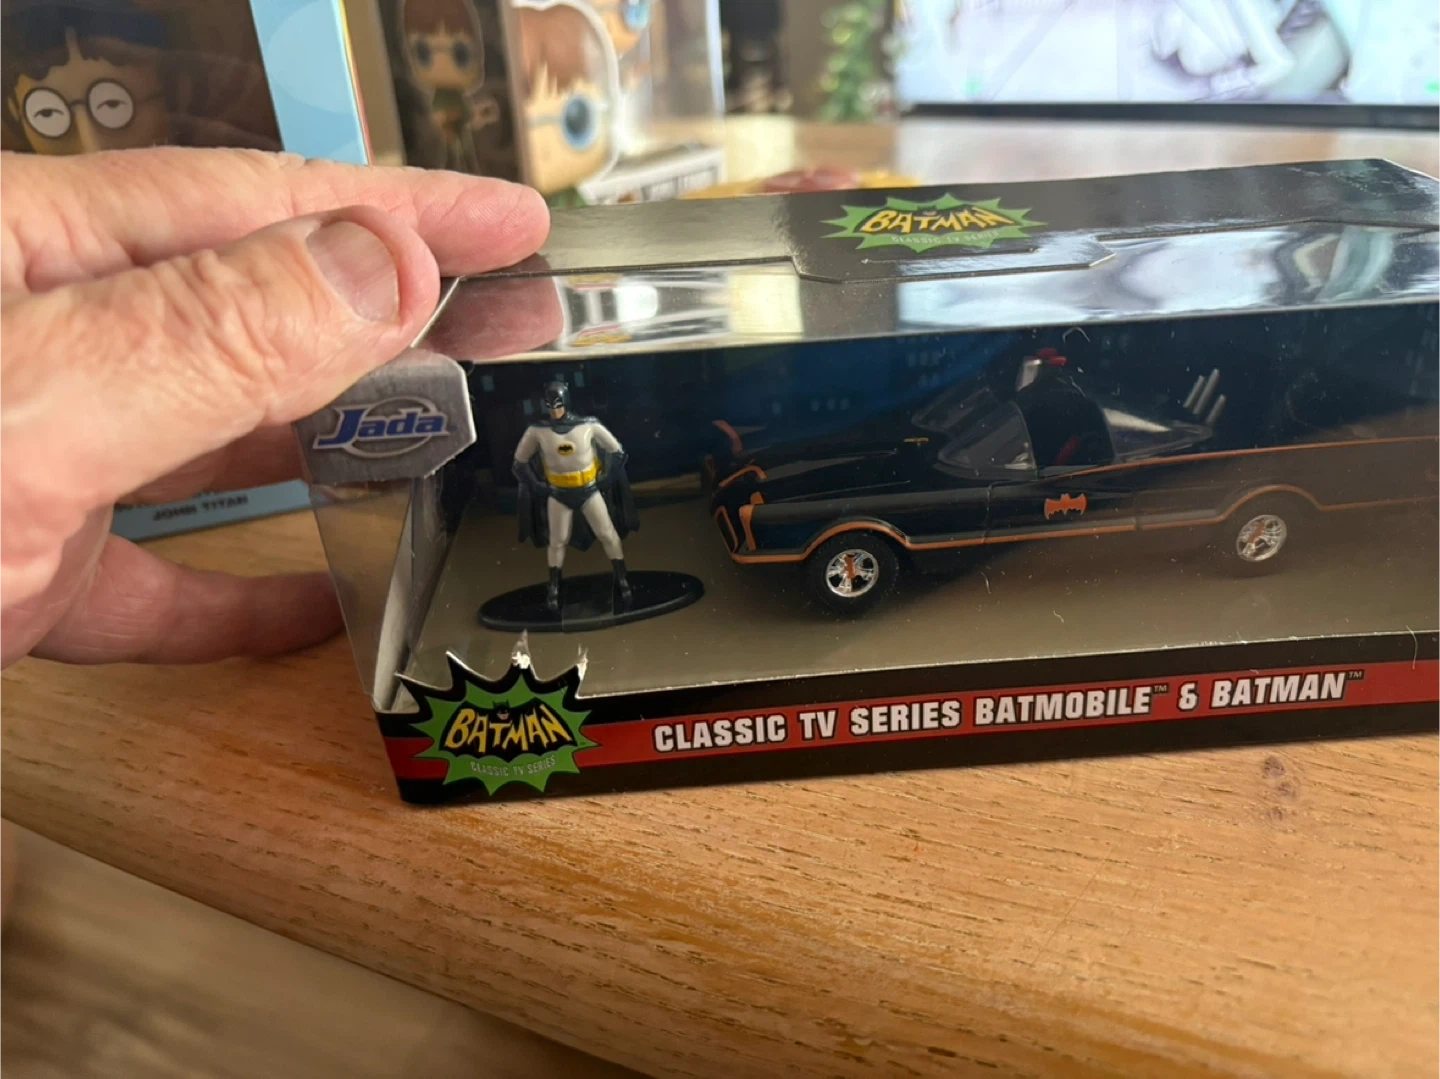 BATMAN
CLASSIC TV SERIES
Jada
JOHN TITAN
BATMAN
CLASSIC TV SERIES
CLASSIC TV SERIES BATMOBILE™ & BATMAN™